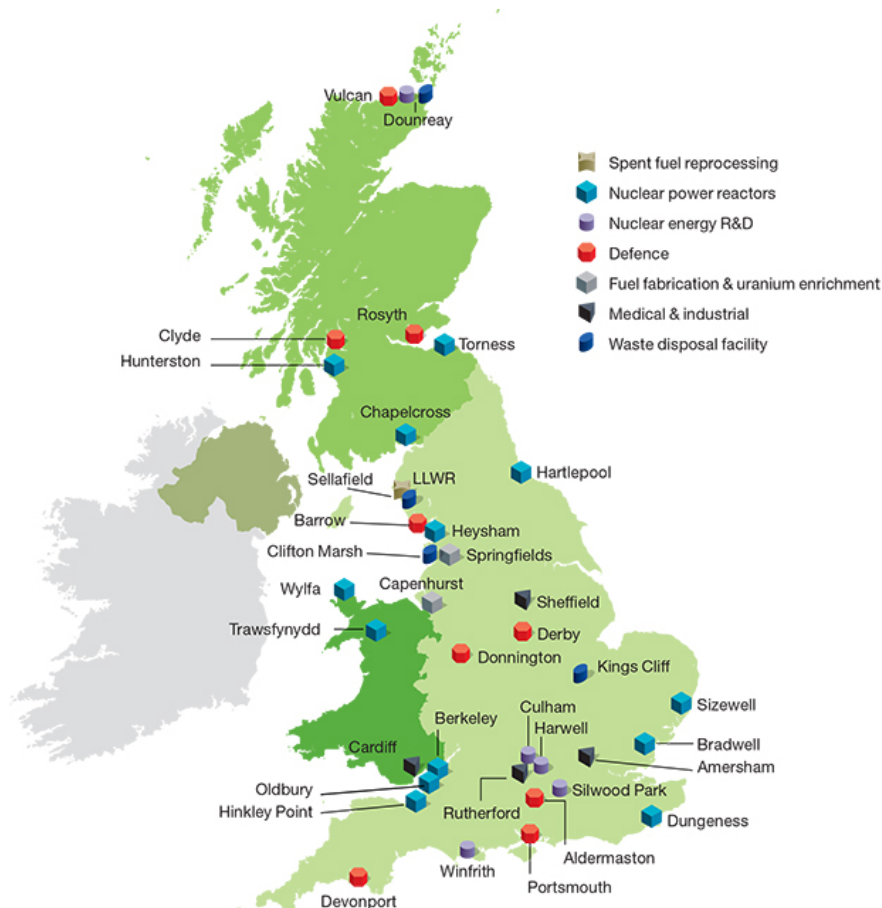 Vulcan
Dounreay
Spent fuel reprocessing
Nuclear power reactors
Nuclear energy R&D
Defence
Fuel fabrication & uranium enrichment
Medical & industrial
Waste disposal facility
Rosyth
Clyde
Torness
Hunterston
Chapelcross
Hartlepool
Sellafield
LLWR
Barrow
Heysham
Clifton Marsh
Springfields
Wylfa
Capenhurst
Sheffield
Trawsfynydd
Derby
Donnington
Kings Cliff
Sizewell
Culham
Berkeley
Harwell
Bradwell
Cardiff
Amersham
Oldbury
Silwood Park
Hinkley Point
Rutherford
Dungeness
Aldermaston
Winfrith
Portsmouth
Devonport